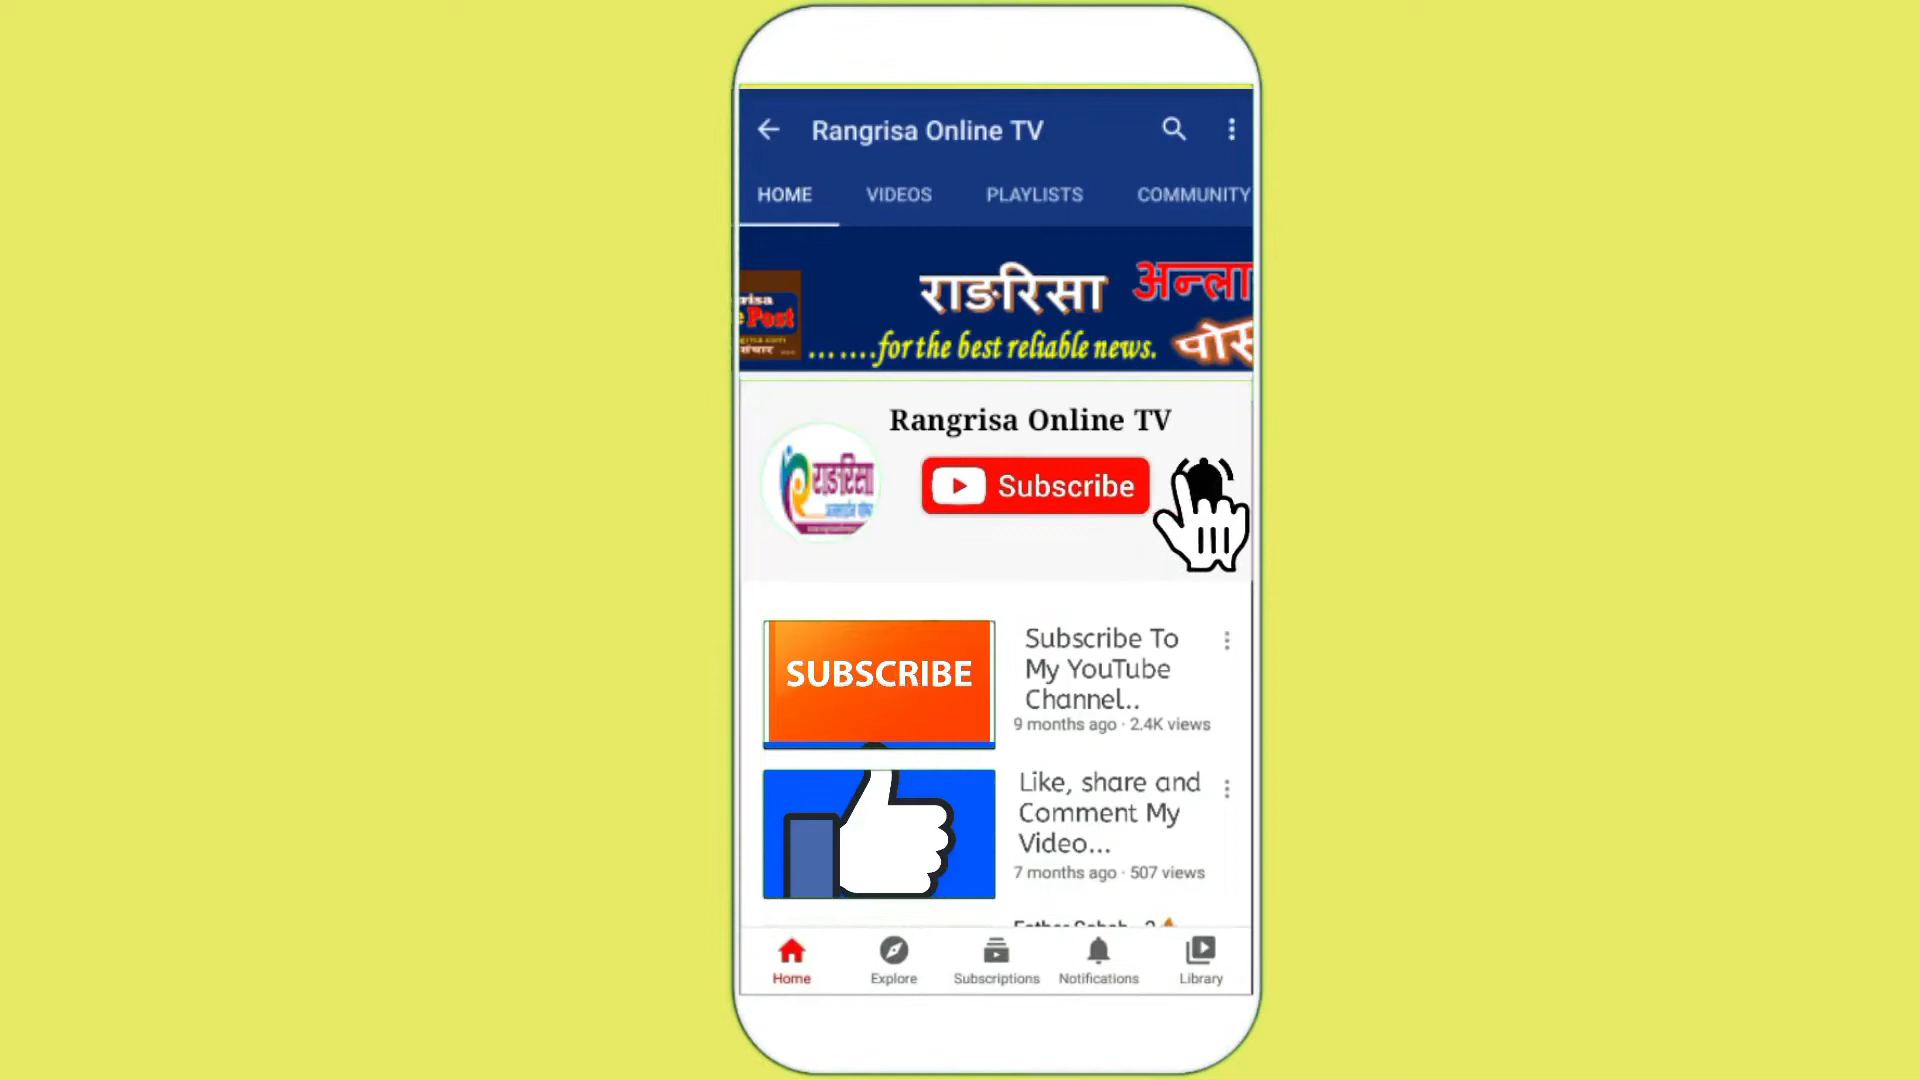 Rangrisa Online TV
HOME VIDEOS PLAYLISTS COMMUNITY
राङरिसा अन्ला
Post
.......for the best reliable news.
Rangrisa Online TV
राङरिसा
Subscribe
SUBSCRIBE
Subscribe To
My YouTube
Channel..
9 months ago · 2.4K views
Like, share and
Comment My
Video...
7 months ago · 507 views
Home Explore Subscriptions Notifications Library